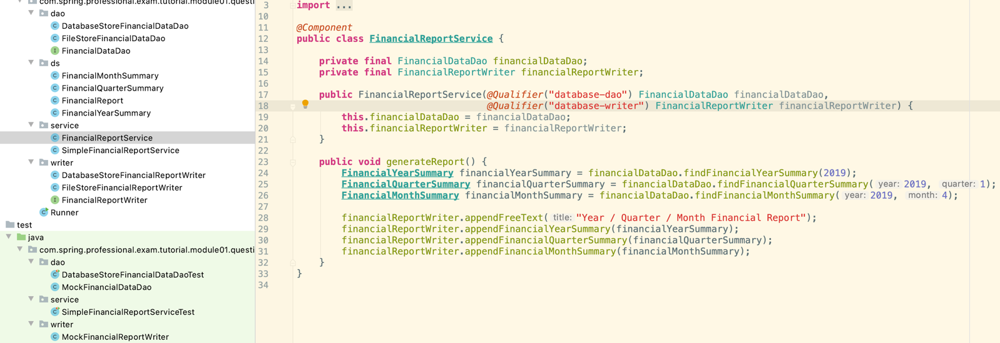 com.spring.professional.exam.tutorial.module01.questi
dao
DatabaseStoreFinancialDataDao
FileStoreFinancialDataDao
FinancialDataDao
ds
FinancialMonthSummary
FinancialQuarterSummary
FinancialReport
FinancialYearSummary
service
FinancialReportService
SimpleFinancialReportService
writer
DatabaseStoreFinancialReportWriter
FileStoreFinancialReportWriter
FinancialReportWriter
Runner
test
java
com.spring.professional.exam.tutorial.module01.questi
dao
DatabaseStoreFinancialDataDaoTest
MockFinancialDataDao
service
SimpleFinancialReportServiceTest
writer
MockFinancialReportWriter
3 import ...
10
11 @Component
12 public class FinancialReportService {
13
14 private final FinancialDataDao financialDataDao;
15 private final FinancialReportWriter financialReportWriter;
16
17 public FinancialReportService(@Qualifier("database-dao") FinancialDataDao financialDataDao,
18 @Qualifier("database-writer") FinancialReportWriter financialReportWriter) {
19 this.financialDataDao = financialDataDao;
20 this.financialReportWriter = financialReportWriter;
21 }
22
23 public void generateReport() {
24 FinancialYearSummary financialYearSummary = financialDataDao.findFinancialYearSummary(2019);
25 FinancialQuarterSummary financialQuarterSummary = financialDataDao.findFinancialQuarterSummary( year: 2019, quarter: 1);
26 FinancialMonthSummary financialMonthSummary = financialDataDao.findFinancialMonthSummary( year: 2019, month: 4);
27
28 financialReportWriter.appendFreeText( title: "Year / Quarter / Month Financial Report");
29 financialReportWriter.appendFinancialYearSummary(financialYearSummary);
30 financialReportWriter.appendFinancialQuarterSummary(financialQuarterSummary);
31 financialReportWriter.appendFinancialMonthSummary(financialMonthSummary);
32 }
33 }
34